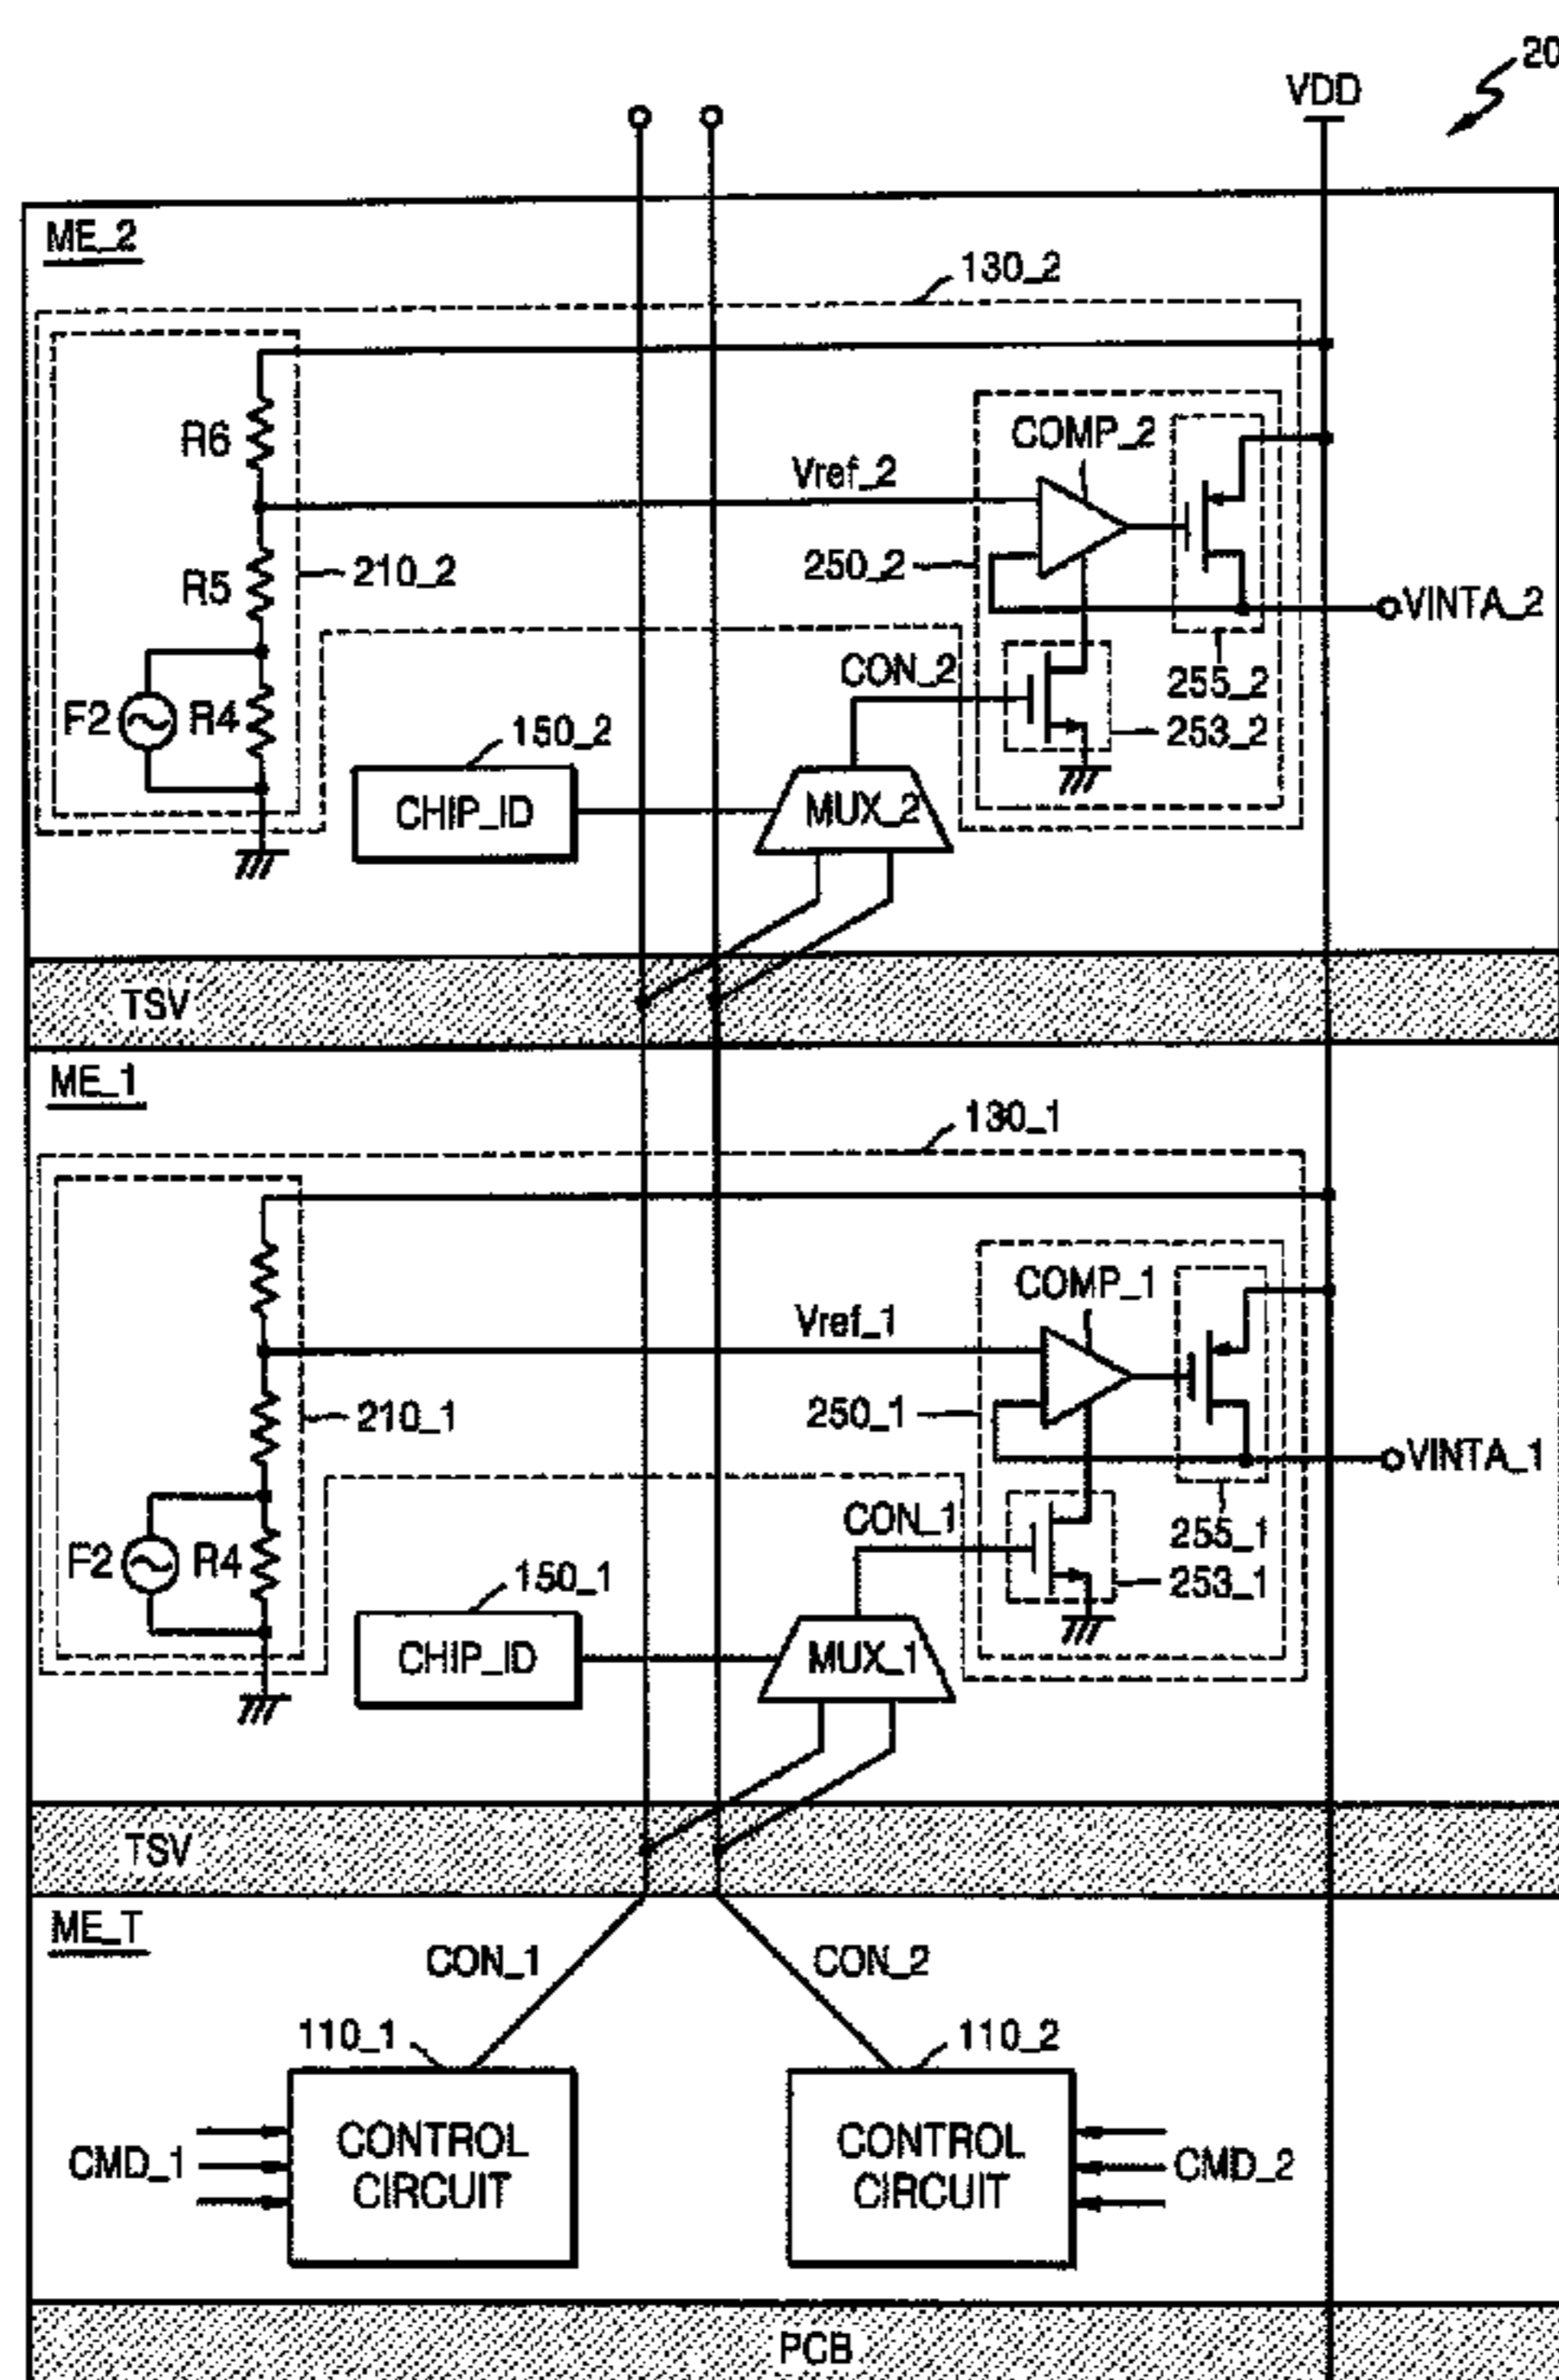 20
VDD
ME_2
130_2
R6
COMP_2
Vref_2
R5
210_2
250_2
VINTA_2
CON_2
255_2
F2
R4
150_2
253_2
CHIP_ID
MUX_2
TSV
ME_1
130_1
COMP_1
Vref_1
210_1
250_1
VINTA_1
CON_1
255_1
F2
R4
150_1
253_1
CHIP_ID
MUX_1
TSV
ME_T
CON_1
CON_2
110_1
110_2
CMD_1
CONTROL
CIRCUIT
CONTROL
CIRCUIT
CMD_2
PCB